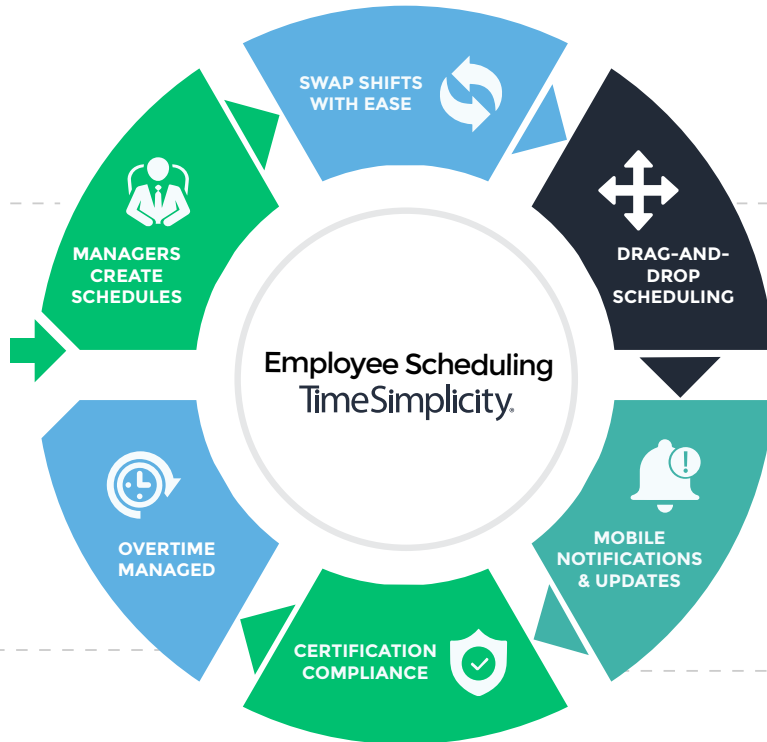 SWAP SHIFTS
WITH EASE
MANAGERS
CREATE
SCHEDULES
DRAG-AND-
DROP
SCHEDULING
Employee Scheduling
TimeSimplicity®
OVERTIME
MANAGED
MOBILE
NOTIFICATIONS
& UPDATES
CERTIFICATION
COMPLIANCE